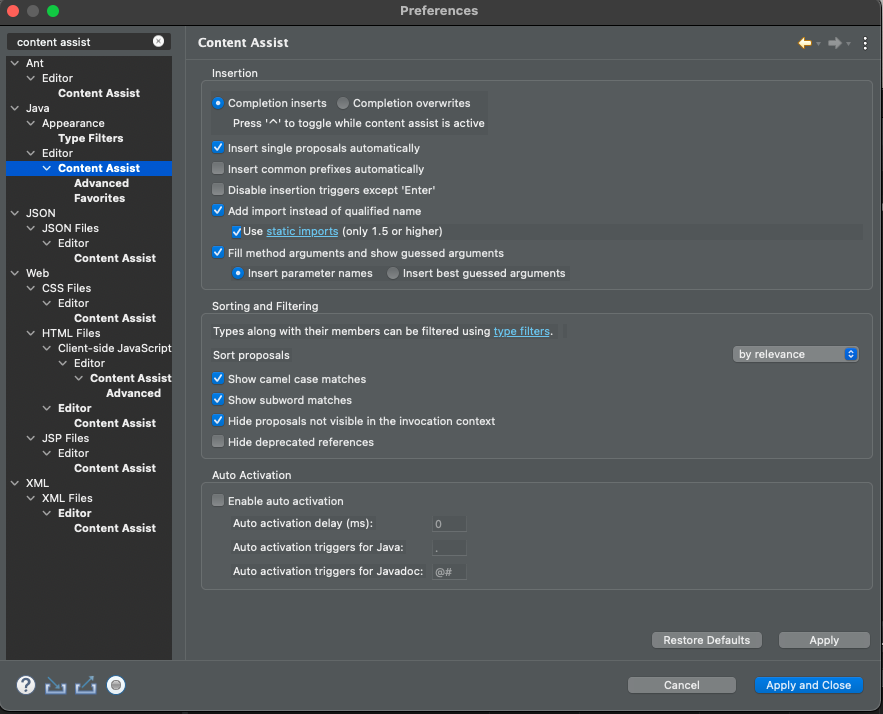 Preferences
content assist
Ant
Editor
Content Assist
Java
Appearance
Type Filters
Editor
Content Assist
Advanced
Favorites
JSON
JSON Files
Editor
Content Assist
Web
CSS Files
Editor
Content Assist
HTML Files
Client-side JavaScript
Editor
Content Assist
Advanced
Editor
Content Assist
JSP Files
Editor
Content Assist
XML
XML Files
Editor
Content Assist
Content Assist
Insertion
Completion inserts Completion overwrites
Press '^' to toggle while content assist is active
Insert single proposals automatically
Insert common prefixes automatically
Disable insertion triggers except 'Enter'
Add import instead of qualified name
Use static imports (only 1.5 or higher)
Fill method arguments and show guessed arguments
Insert parameter names Insert best guessed arguments
Sorting and Filtering
Types along with their members can be filtered using type filters.
Sort proposals by relevance
Show camel case matches
Show subword matches
Hide proposals not visible in the invocation context
Hide deprecated references
Auto Activation
Enable auto activation
Auto activation delay (ms): 0
Auto activation triggers for Java: .
Auto activation triggers for Javadoc: @#
Restore Defaults Apply
? Cancel Apply and Close